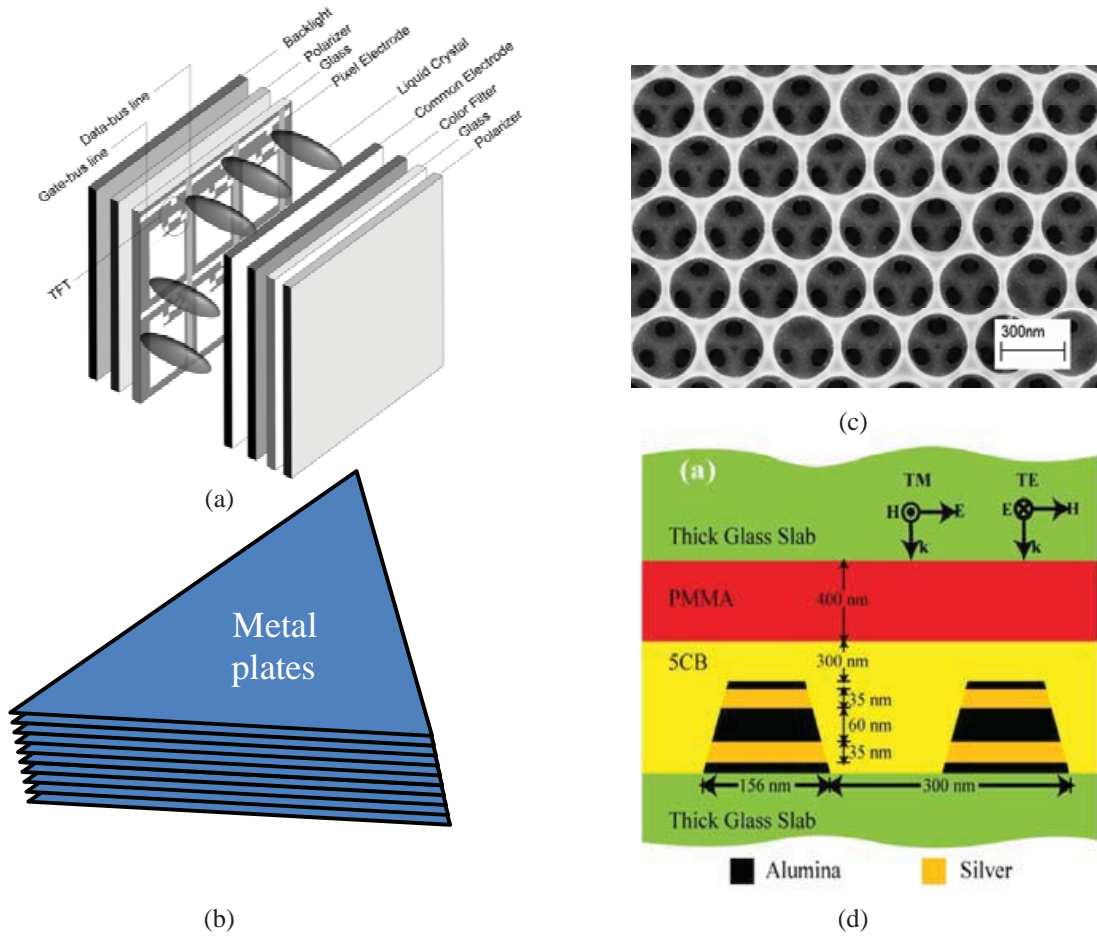 Backlight
Polarizer
Glass
Pixel Electrode
Liquid Crystal
Common Electrode
Color Filter
Glass
Polarizer
Data-bus line
Gate-bus line
TFT
(a)
Metal
plates
(b)
300nm
(c)
(a)
TM
H
E
k
TE
E
H
k
Thick Glass Slab
PMMA
400 nm
5CB
300 nm
35 nm
60 nm
35 nm
156 nm
300 nm
Thick Glass Slab
Alumina
Silver
(d)